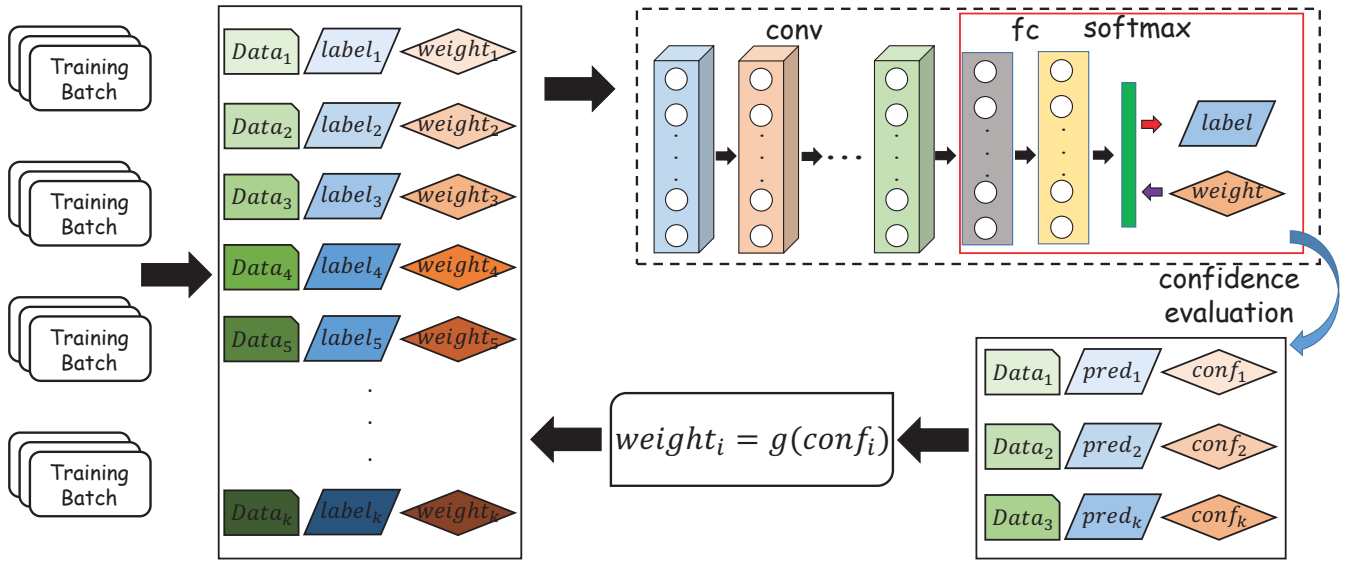 Training
Batch
Training
Batch
Training
Batch
Training
Batch
Data₁ label₁ weight₁
Data₂ label₂ weight₂
Data₃ label₃ weight₃
Data₄ label₄ weight₄
Data₅ label₅ weight₅
.
.
.
Dataₖ labelₖ weightₖ
conv
fc softmax
label
weight
confidence
evaluation
Data₁ pred₁ conf₁
Data₂ pred₂ conf₂
Data₃ predₖ confₖ
weightᵢ = g(confᵢ)